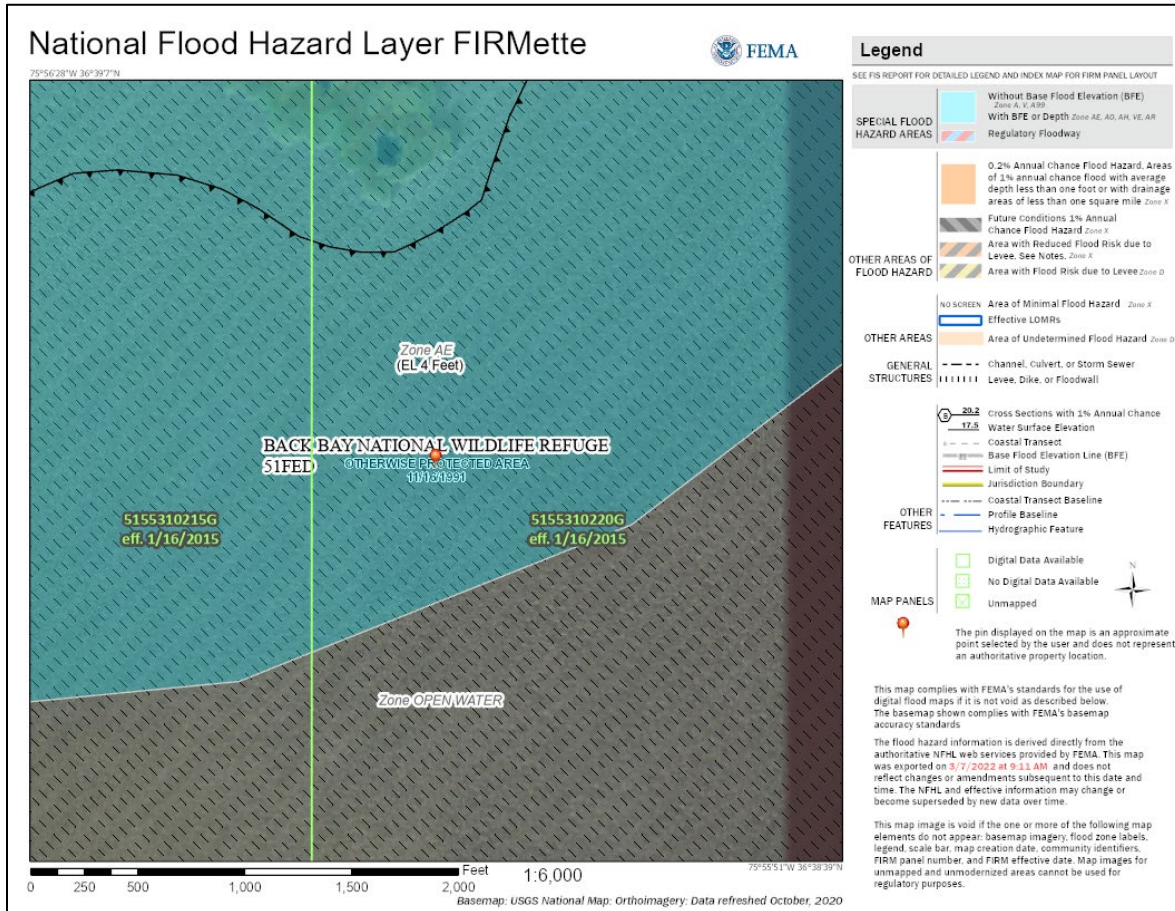 National Flood Hazard Layer FIRMette
FEMA
75°56'28"W 36°39'7"N
Zone AE
(EL 4 Feet)
BACK BAY NATIONAL WILDLIFE REFUGE
51FED
OTHERWISE PROTECTED AREA
11/16/1991
5155310215G
eff. 1/16/2015
5155310220G
eff. 1/16/2015
Zone OPEN WATER
75°55'51"W 36°38'39"N
Feet
1:6,000
0 250 500 1,000 1,500 2,000
Basemap: USGS National Map: Orthoimagery: Data refreshed October, 2020
Legend
SEE FIS REPORT FOR DETAILED LEGEND AND INDEX MAP FOR FIRM PANEL LAYOUT
SPECIAL FLOOD
HAZARD AREAS
Without Base Flood Elevation (BFE)
Zone A, V, A99
With BFE or Depth Zone AE, AO, AH, VE, AR
Regulatory Floodway
0.2% Annual Chance Flood Hazard, Areas
of 1% annual chance flood with average
depth less than one foot or with drainage
areas of less than one square mile Zone X
Future Conditions 1% Annual
Chance Flood Hazard Zone X
Area with Reduced Flood Risk due to
Levee. See Notes. Zone X
Area with Flood Risk due to Levee Zone D
OTHER AREAS OF
FLOOD HAZARD
NO SCREEN Area of Minimal Flood Hazard Zone X
Effective LOMRs
Area of Undetermined Flood Hazard Zone D
OTHER AREAS
GENERAL
STRUCTURES
Channel, Culvert, or Storm Sewer
Levee, Dike, or Floodwall
B 20.2 Cross Sections with 1% Annual Chance
17.5 Water Surface Elevation
Coastal Transect
Base Flood Elevation Line (BFE)
Limit of Study
Jurisdiction Boundary
Coastal Transect Baseline
Profile Baseline
Hydrographic Feature
OTHER
FEATURES
Digital Data Available
No Digital Data Available
Unmapped
MAP PANELS
N
The pin displayed on the map is an approximate
point selected by the user and does not represent
an authoritative property location.
This map complies with FEMA's standards for the use of
digital flood maps if it is not void as described below.
The basemap shown complies with FEMA's basemap
accuracy standards
The flood hazard information is derived directly from the
authoritative NFHL web services provided by FEMA. This map
was exported on 3/7/2022 at 9:11 AM and does not
reflect changes or amendments subsequent to this date and
time. The NFHL and effective information may change or
become superseded by new data over time.
This map image is void if the one or more of the following map
elements do not appear: basemap imagery, flood zone labels,
legend, scale bar, map creation date, community identifiers,
FIRM panel number, and FIRM effective date. Map images for
unmapped and unmodernized areas cannot be used for
regulatory purposes.